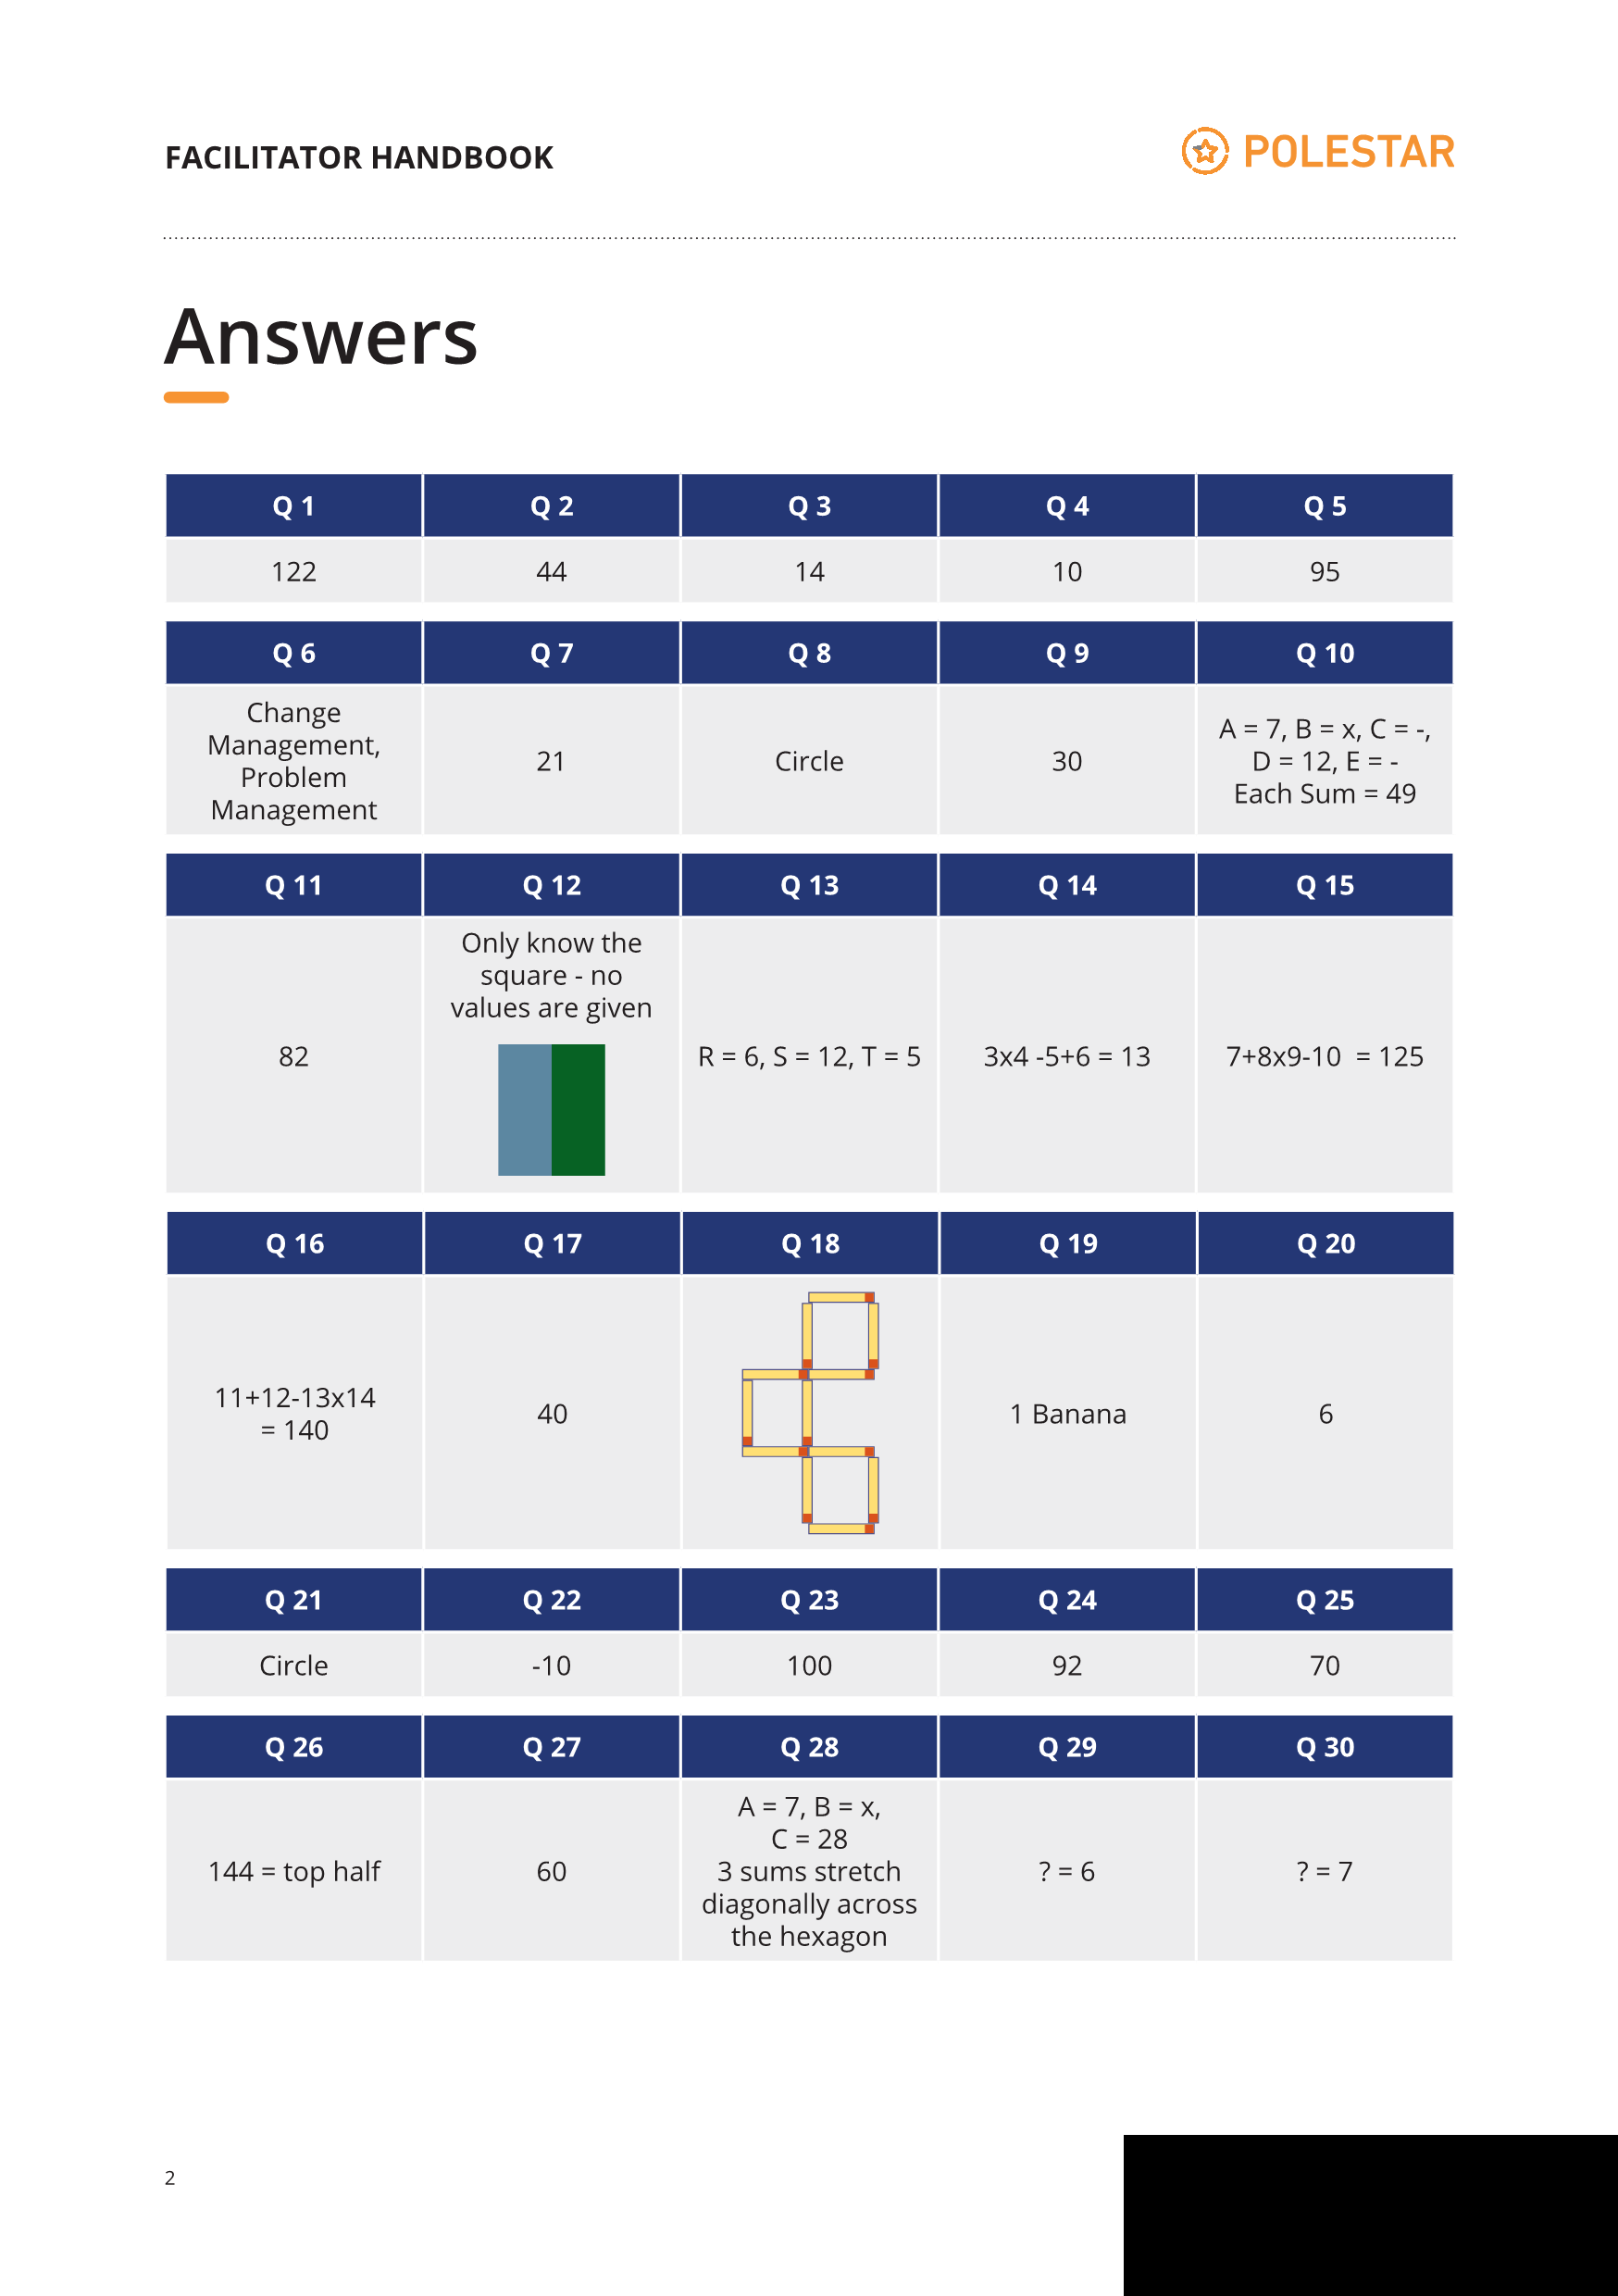 FACILITATOR HANDBOOK
POLESTAR
Answers
Q 1 Q 2 Q 3 Q 4 Q 5
122 44 14 10 95
Q 6 Q 7 Q 8 Q 9 Q 10
Change
Management,
Problem
Management
21
Circle
30
A = 7, B = x, C = -,
D = 12, E = -
Each Sum = 49
Q 11 Q 12 Q 13 Q 14 Q 15
82
Only know the
square - no
values are given
R = 6, S = 12, T = 5
3x4 -5+6 = 13
7+8x9-10  = 125
Q 16 Q 17 Q 18 Q 19 Q 20
11+12-13x14
= 140
40
1 Banana
6
Q 21 Q 22 Q 23 Q 24 Q 25
Circle -10 100 92 70
Q 26 Q 27 Q 28 Q 29 Q 30
144 = top half
60
A = 7, B = x,
C = 28
3 sums stretch
diagonally across
the hexagon
? = 6
? = 7
2